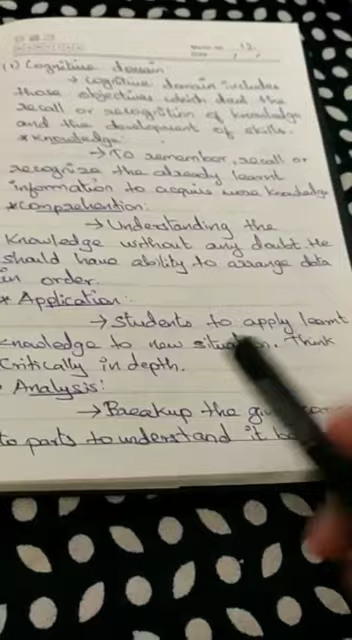 12
(1) Cognitive domain
→ cognitive domain includes
those objectives which deal the
recall or recognition of knowledge
and the development of skills.
* Knowledge:
→ To remember, recall or
recognize the already learnt
information to acquire more knowledge
* Comprehention:
→ Understanding the
knowledge without any doubt. He
should have ability to arrange data
in order.
* Application:
→ Students to apply learnt
knowledge to new situation. Think
Critically in depth.
Analysis:
→ Breakup the
to parts to understand it